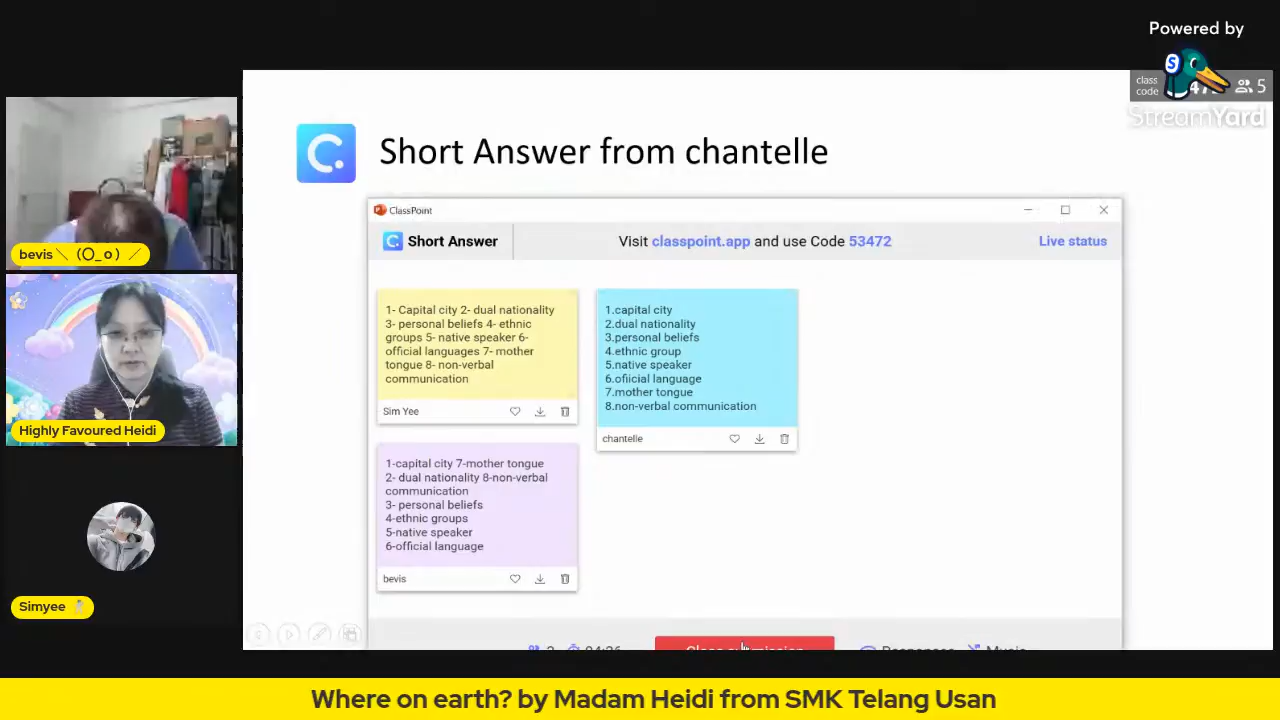 Powered by
class
code
5
StreamYard
Short Answer from chantelle
ClassPoint
Short Answer
Visit classpoint.app and use Code 53472
Live status
1- Capital city 2- dual nationality
3- personal beliefs 4- ethnic
groups 5- native speaker 6-
official languages 7- mother
tongue 8- non-verbal
communication
Sim Yee
1.capital city
2.dual nationality
3.personal beliefs
4.ethnic group
5.native speaker
6.ofiicial language
7.mother tongue
8.non-verbal communication
chantelle
1-capital city 7-mother tongue
2- dual nationality 8-non-verbal
communication
3- personal beliefs
4-ethnic groups
5-native speaker
6-official language
bevis
Responses
Music
bevis＼（〇_ｏ）／
Highly Favoured Heidi
Simyee
Where on earth? by Madam Heidi from SMK Telang Usan